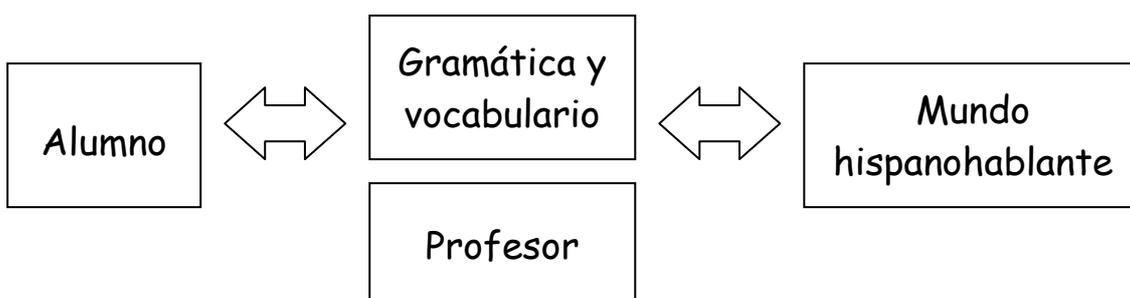 Alumno
Gramática y
vocabulario
Profesor
Mundo
hispanohablante